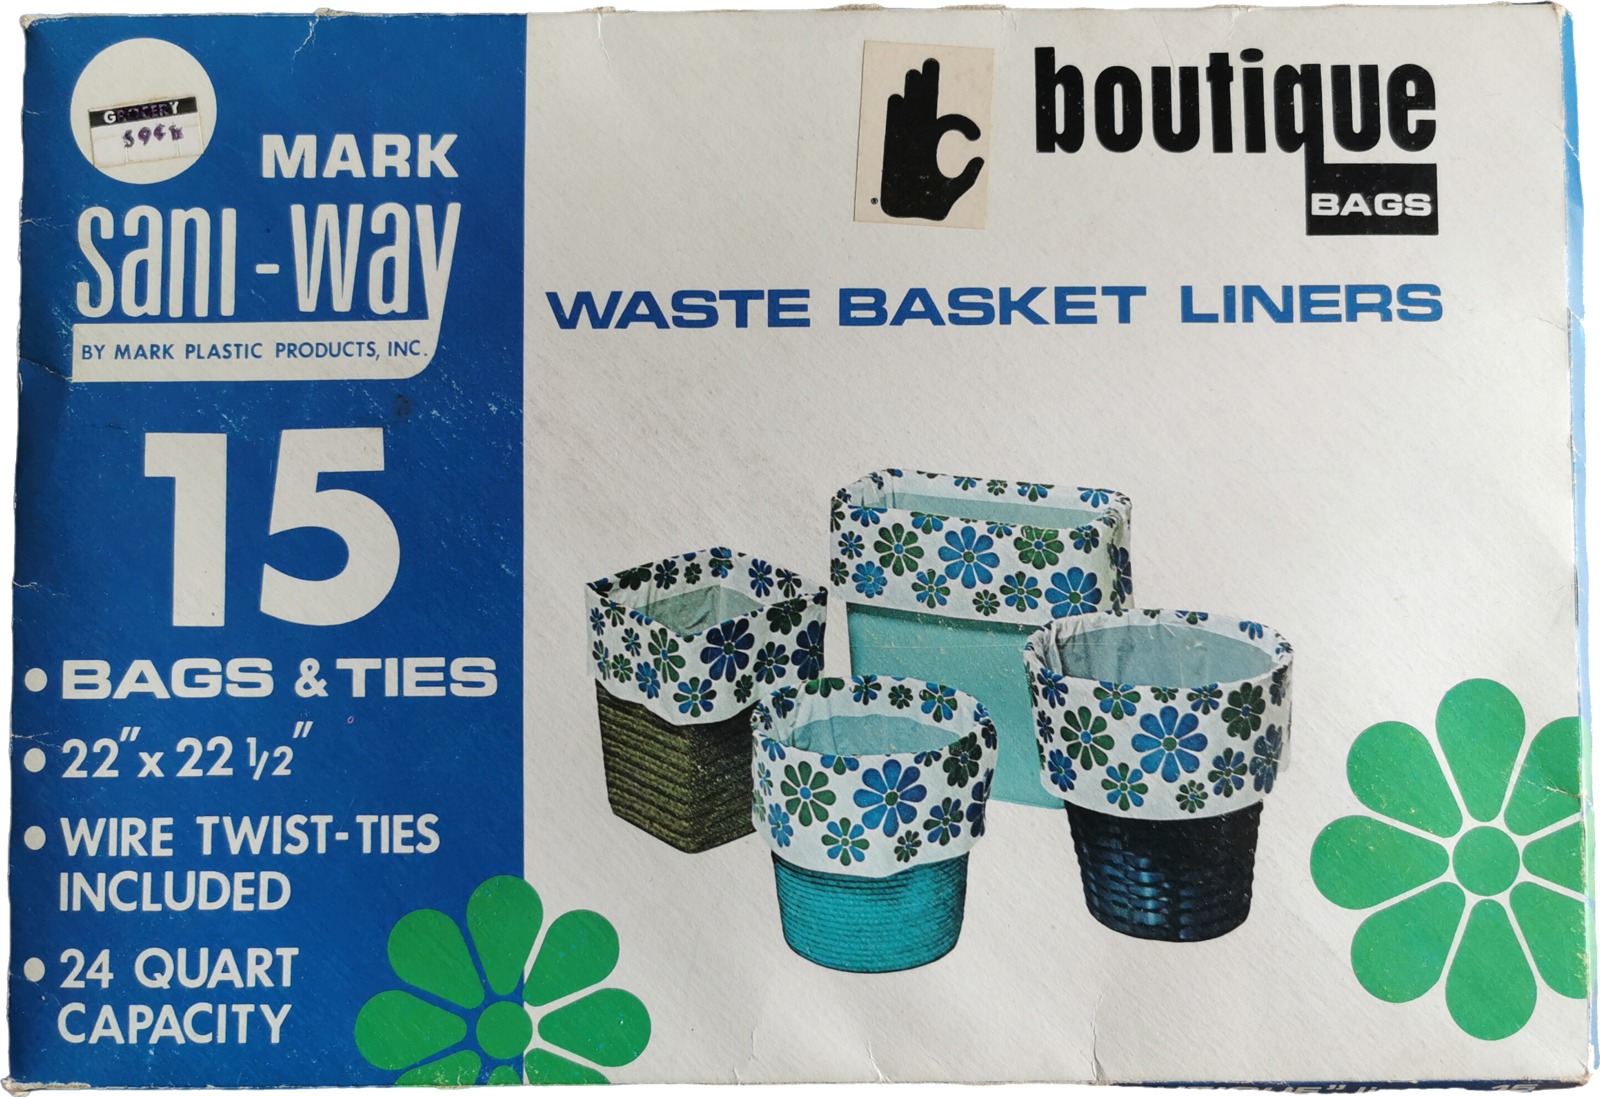 GROCERY
59¢
MARK
sani-way
BY MARK PLASTIC PRODUCTS, INC.
15
• BAGS & TIES
• 22" x 22 1/2"
• WIRE TWIST-TIES
INCLUDED
• 24 QUART
CAPACITY
®
boutique
BAGS
WASTE BASKET LINERS